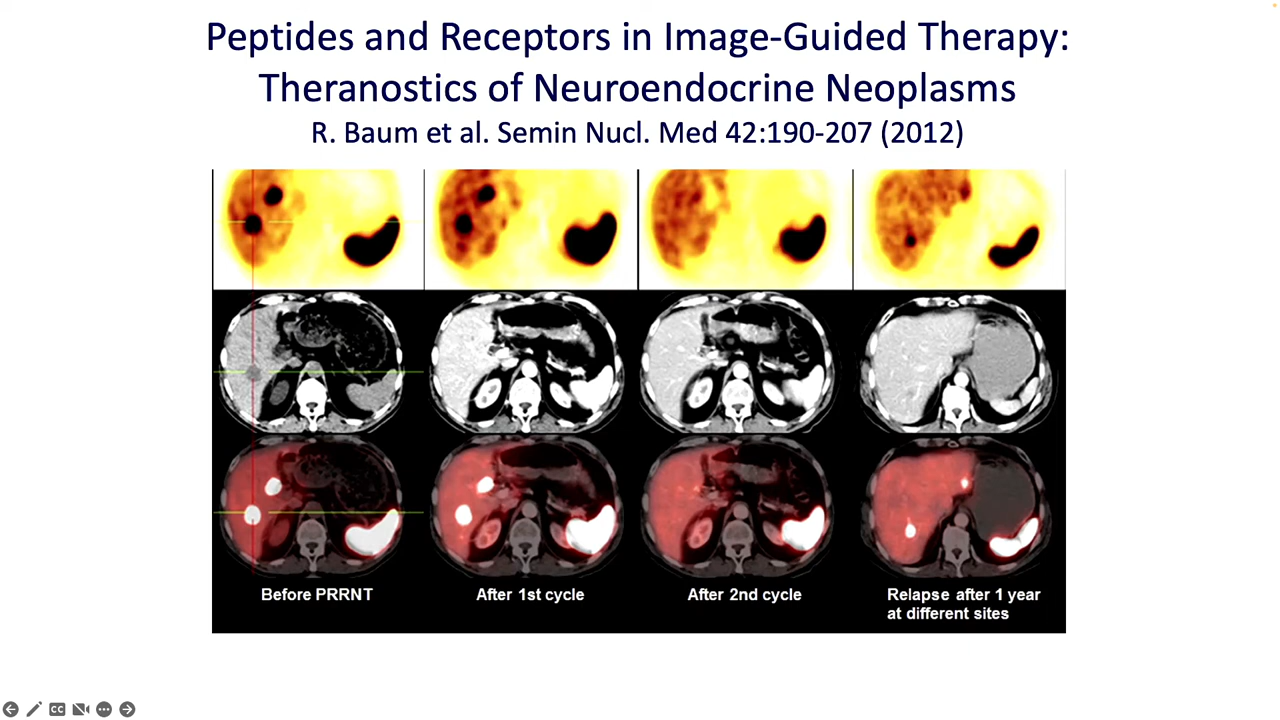 Peptides and Receptors in Image-Guided Therapy:
Theranostics of Neuroendocrine Neoplasms
R. Baum et al. Semin Nucl. Med 42:190-207 (2012)
Before PRRNT
After 1st cycle
After 2nd cycle
Relapse after 1 year
at different sites
CC